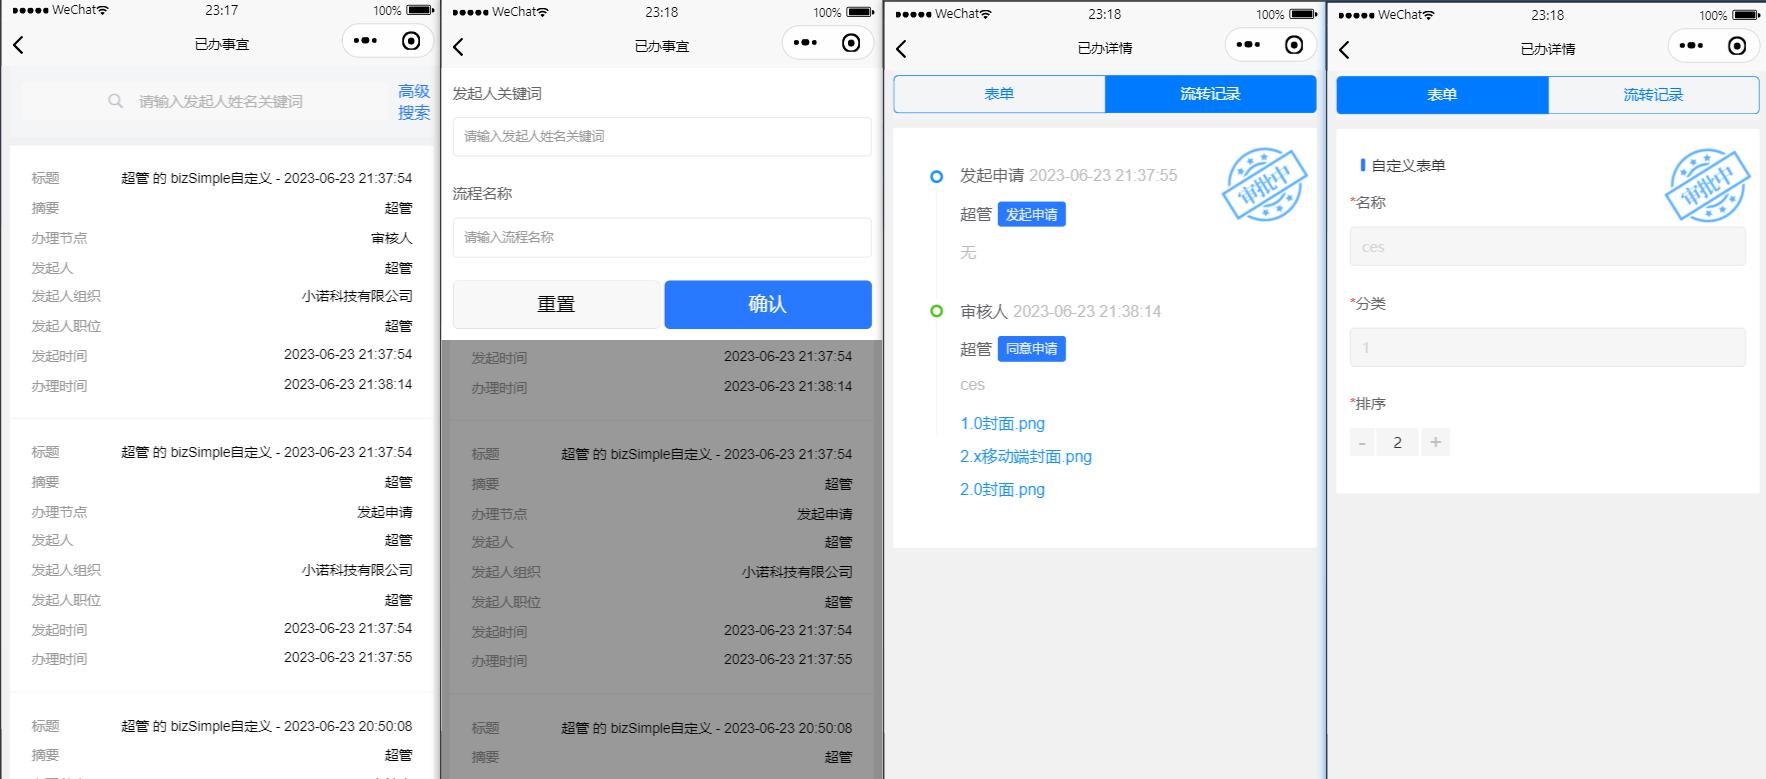 WeChat 23:17 100%
已办事宜
请输入发起人姓名关键词
高级
搜索
标题 超管 的 bizSimple自定义 - 2023-06-23 21:37:54
摘要 超管
办理节点 审核人
发起人 超管
发起人组织 小诺科技有限公司
发起人职位 超管
发起时间 2023-06-23 21:37:54
办理时间 2023-06-23 21:38:14
标题 超管 的 bizSimple自定义 - 2023-06-23 21:37:54
摘要 超管
办理节点 发起申请
发起人 超管
发起人组织 小诺科技有限公司
发起人职位 超管
发起时间 2023-06-23 21:37:54
办理时间 2023-06-23 21:37:55
标题 超管 的 bizSimple自定义 - 2023-06-23 20:50:08
摘要 超管
WeChat 23:18 100%
已办事宜
发起人关键词
请输入发起人姓名关键词
流程名称
请输入流程名称
重置 确认
发起时间 2023-06-23 21:37:54
办理时间 2023-06-23 21:38:14
标题 超管 的 bizSimple自定义 - 2023-06-23 21:37:54
摘要 超管
办理节点 发起申请
发起人 超管
发起人组织 小诺科技有限公司
发起人职位 超管
发起时间 2023-06-23 21:37:54
办理时间 2023-06-23 21:37:55
标题 超管 的 bizSimple自定义 - 2023-06-23 20:50:08
摘要 超管
WeChat 23:18 100%
已办详情
表单 流转记录
审批中
发起申请 2023-06-23 21:37:55
超管 发起申请
无
审核人 2023-06-23 21:38:14
超管 同意申请
ces
1.0封面.png
2.x移动端封面.png
2.0封面.png
WeChat 23:18 100%
已办详情
表单 流转记录
自定义表单
审批中
*名称
ces
*分类
1
*排序
- 2 +